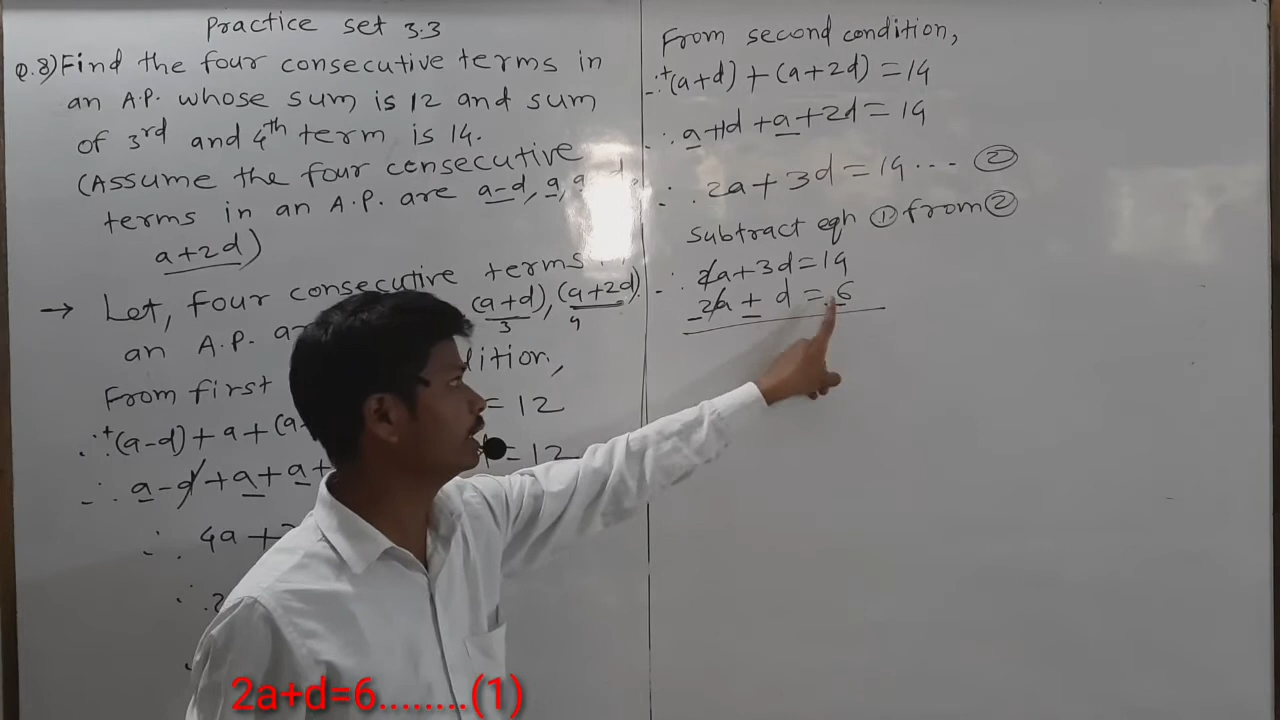 Practice set 3.3
Q.8) Find the four consecutive terms in
an A.P. whose sum is 12 and sum
of 3rd and 4th term is 14.
(Assume the four consecutive
terms in an A.P. are a-d, a, a d,
a+2d)
→ Let, four consecutive terms
an A.P. (a+d), (a+2d).
3 4
From first dition,
∴ +(a-d) + a + (a = 12
∴ a - d + a + a + = 12
∴ 4a +
∴ 2
From second condition,
∴ +(a+d) + (a+2d) = 14
∴ a + 1d + a + 2d = 14
∴ 2a + 3d = 14 --- ②
Subtract eqn ① from ②
∴ 2a + 3d = 14
2a + d = 6
- - -
2a+d=6........(1)